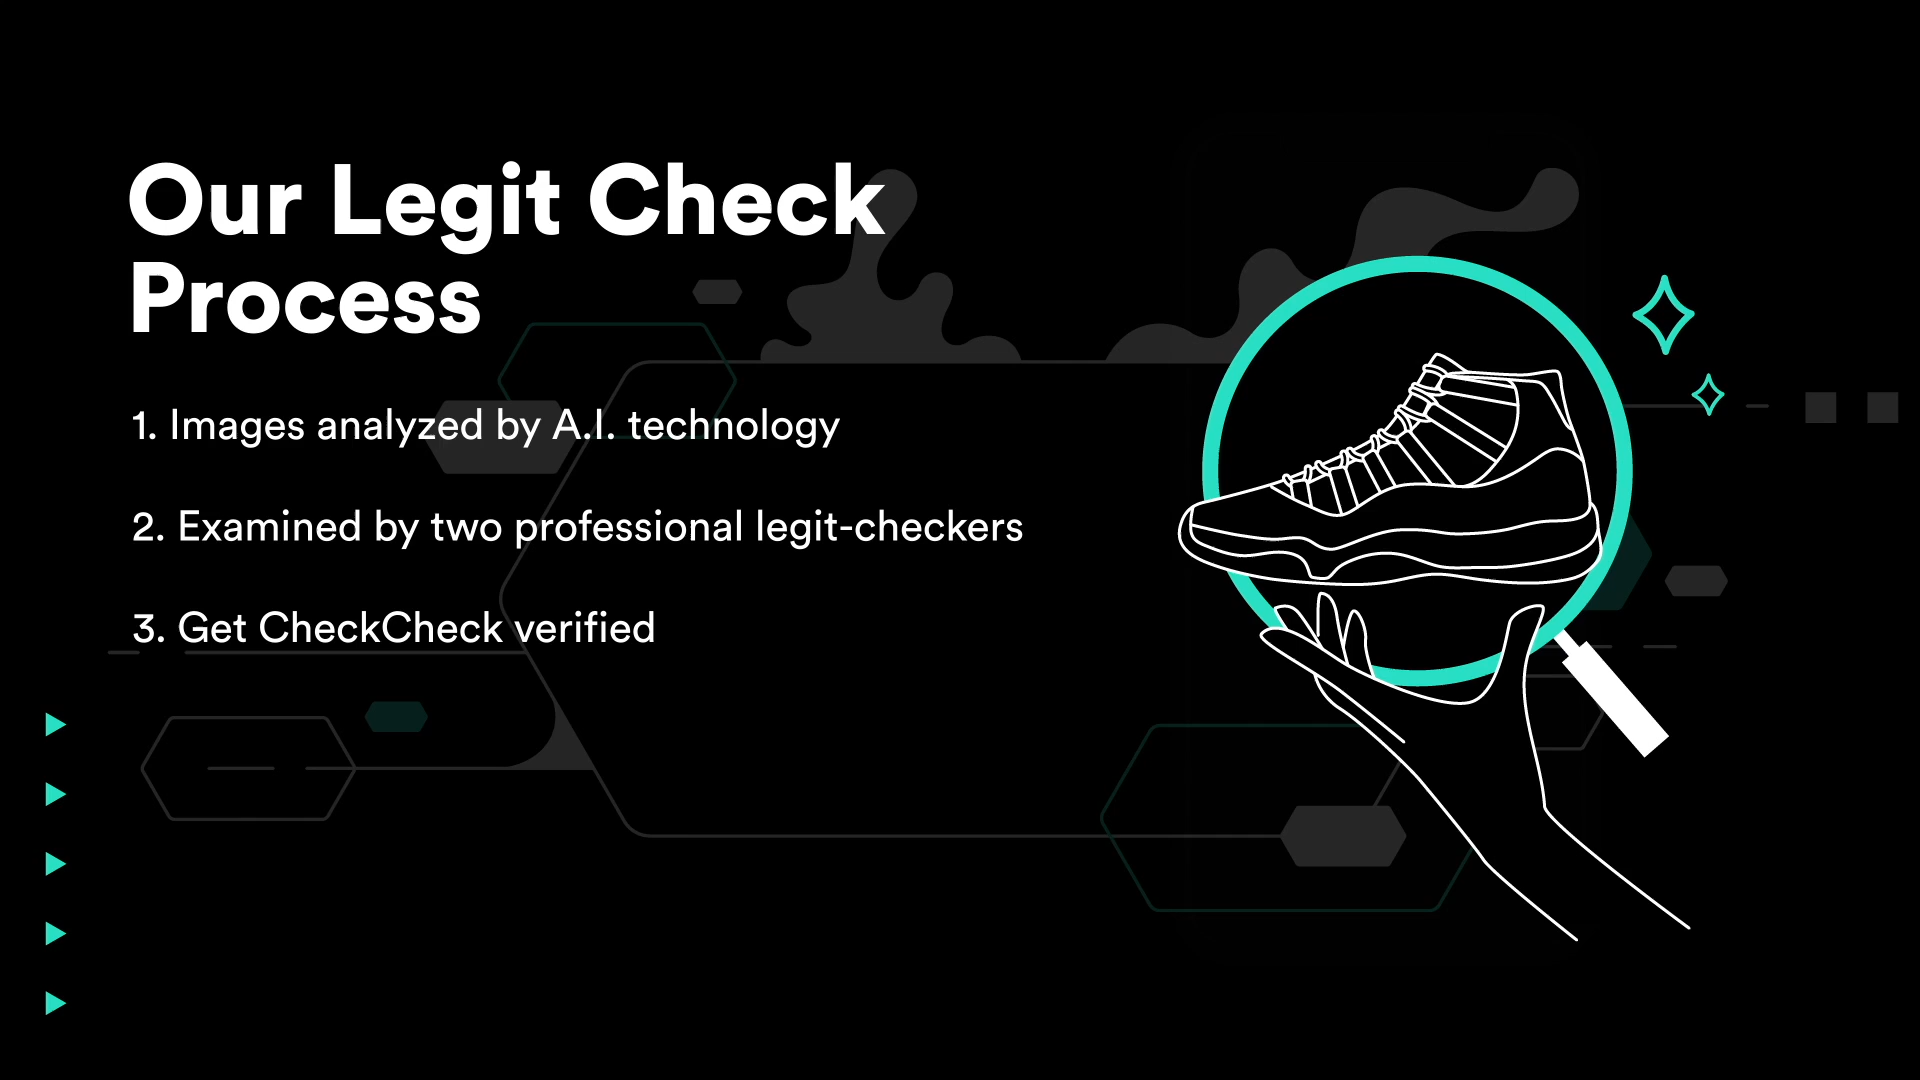 Our Legit Check
Process
1. Images analyzed by A.I. technology
2. Examined by two professional legit-checkers
3. Get CheckCheck verified